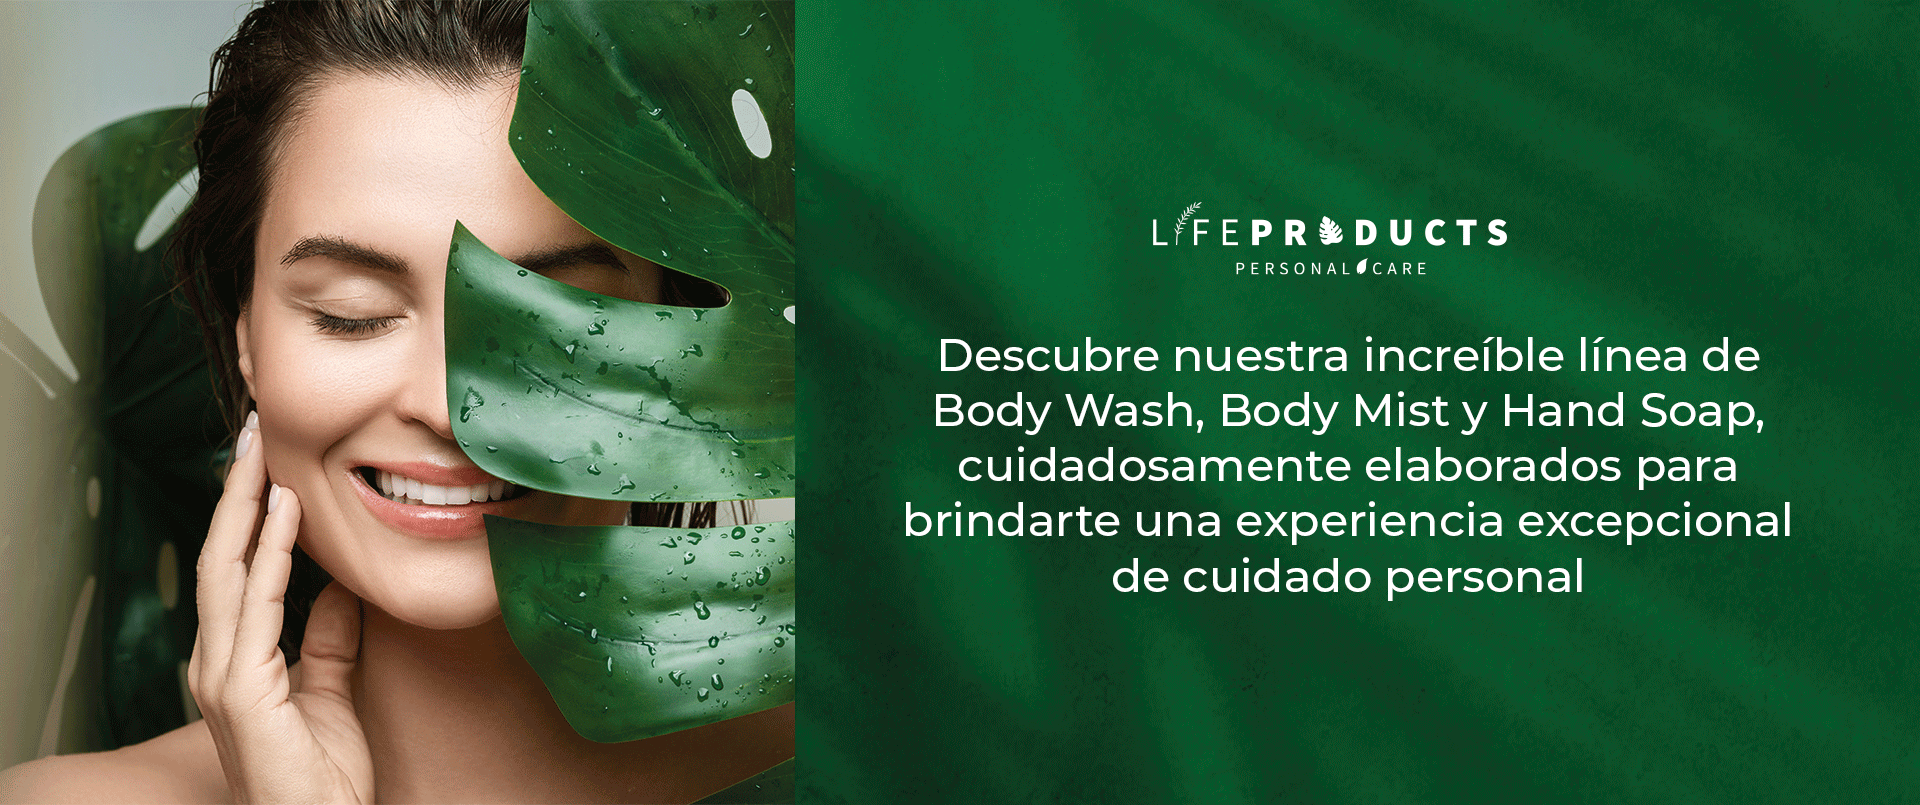 LIFEPRODUCTS
PERSONAL CARE
Descubre nuestra increíble línea de
Body Wash, Body Mist y Hand Soap,
cuidadosamente elaborados para
brindarte una experiencia excepcional
de cuidado personal